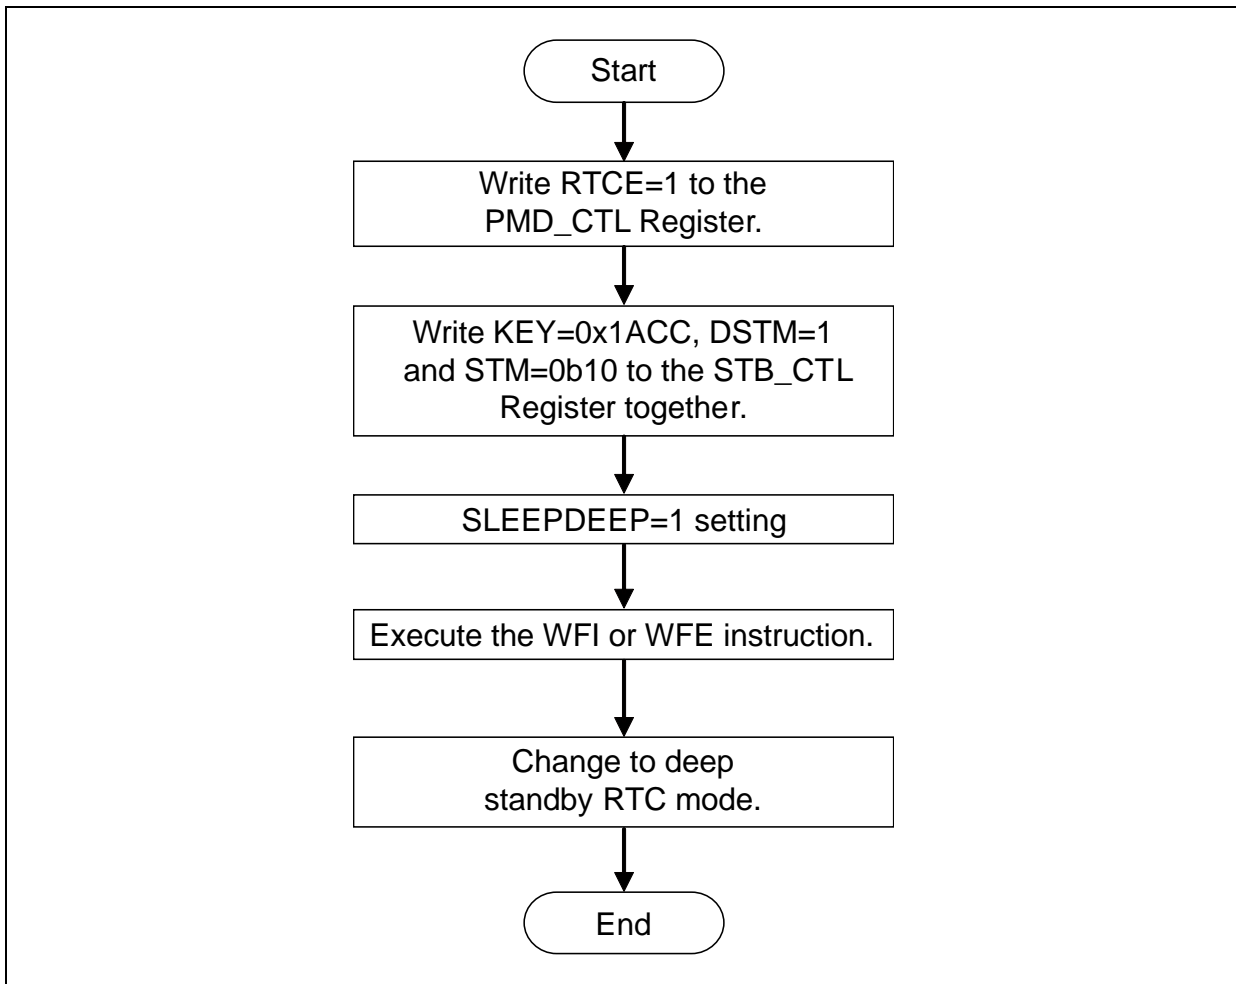 Start
Write RTCE=1 to the
PMD_CTL Register.
Write KEY=0x1ACC, DSTM=1
and STM=0b10 to the STB_CTL
Register together.
SLEEPDEEP=1 setting
Execute the WFI or WFE instruction.
Change to deep
standby RTC mode.
End